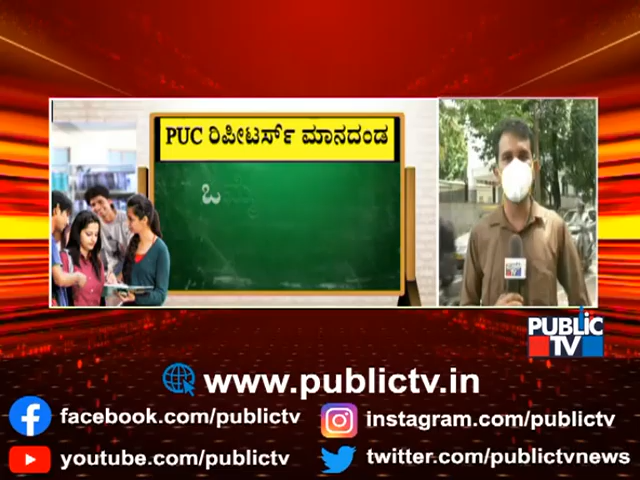 PUC ರಿಪೀಟರ್ಸ್ ಮಾನದಂಡ
PUBLIC
TV
www.publictv.in
facebook.com/publictv
instagram.com/publictv
youtube.com/publictv
twitter.com/publictvnews